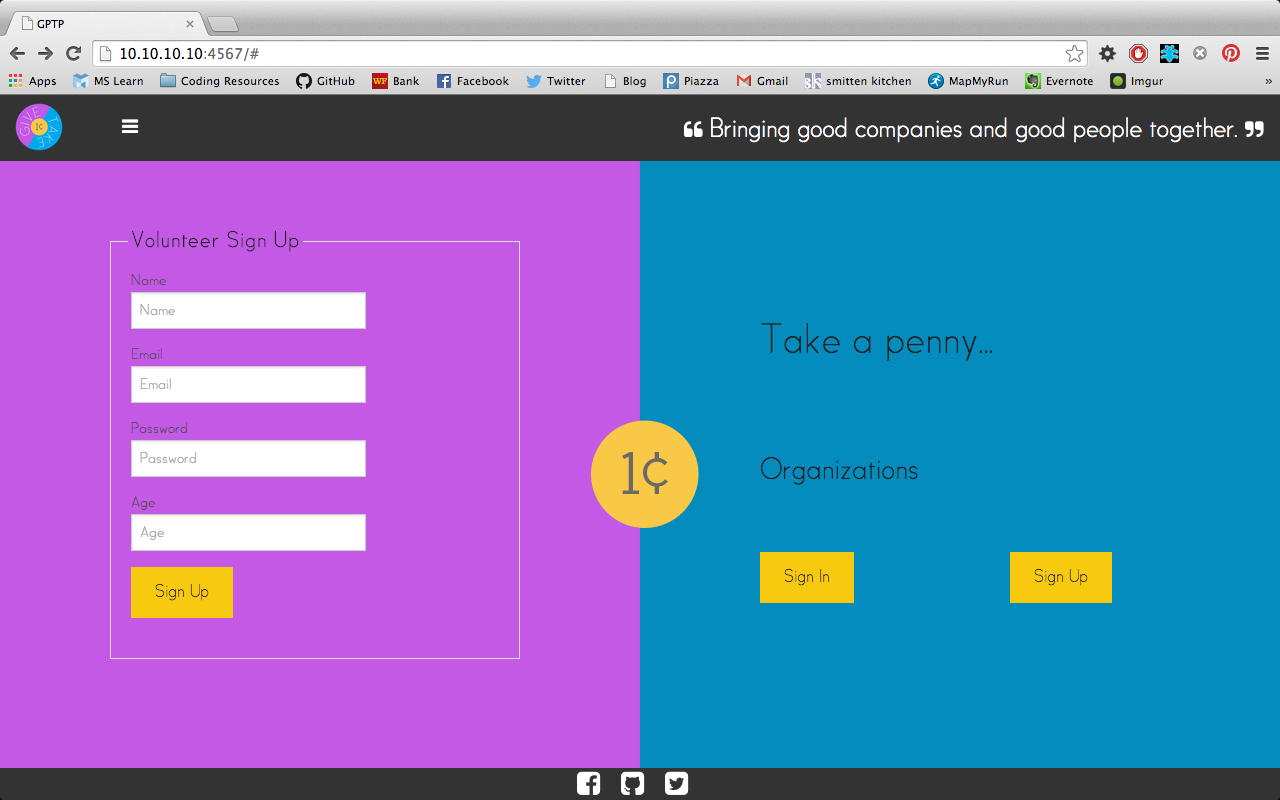 GPTP
10.10.10.10:4567/#
Apps MS Learn Coding Resources GitHub WF Bank Facebook Twitter Blog Piazza Gmail sk smitten kitchen MapMyRun Evernote Imgur »
GIVE 1¢ TAKE
“ Bringing good companies and good people together. ”
Volunteer Sign Up
Name
Name
Email
Email
Password
Password
Age
Age
Sign Up
1¢
Take a penny...
Organizations
Sign In Sign Up